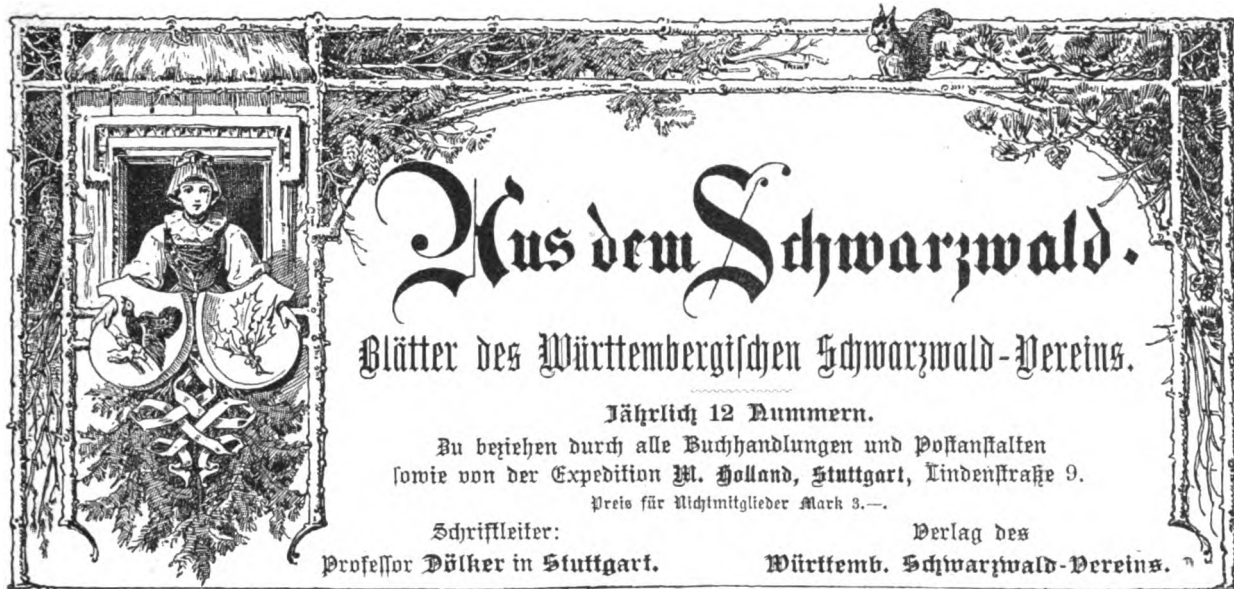 Aus dem Schwarzwald.
Blätter des Württembergischen Schwarzwald-Vereins.
Jährlich 12 Nummern.
Zu beziehen durch alle Buchhandlungen und Postanstalten
sowie von der Expedition M. Holland, Stuttgart, Lindenstraße 9.
Preis für Nichtmitglieder Mark 3.—.
Schriftleiter:
Professor Dölker in Stuttgart.
Verlag des
Württemb. Schwarzwald-Vereins.